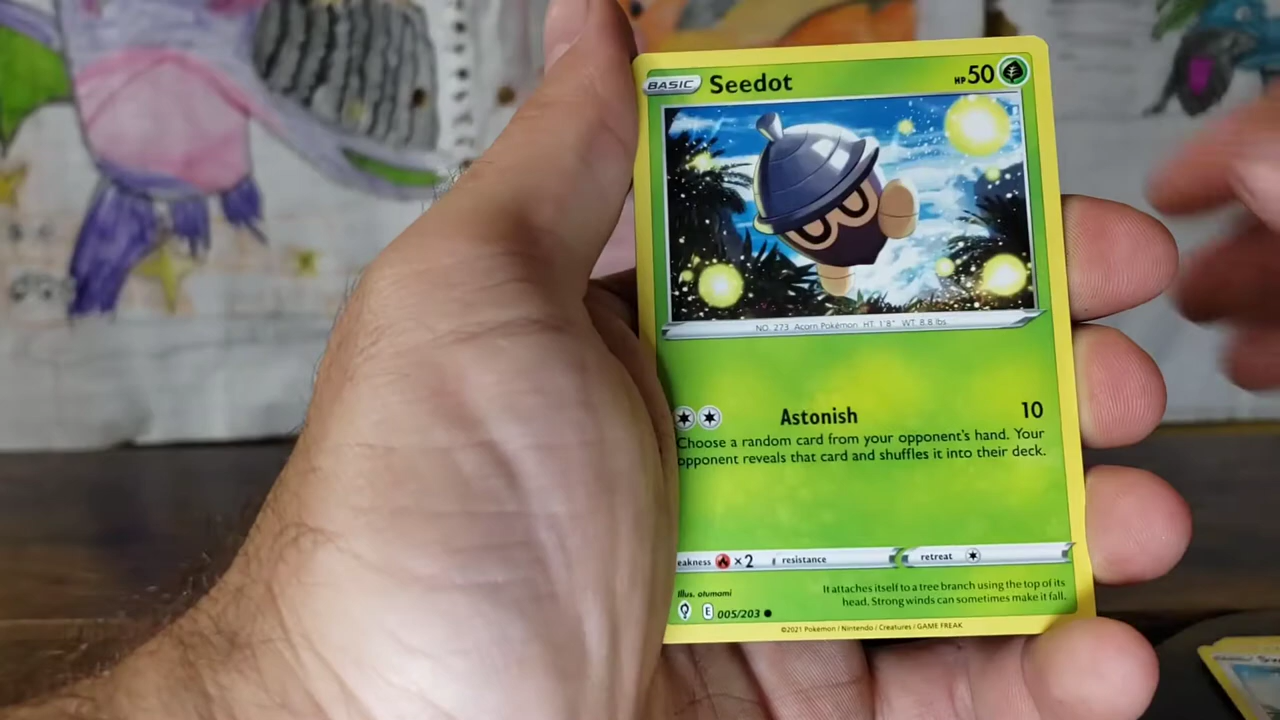 BASIC Seedot HP 50
NO. 273 Acorn Pokémon HT: 1'8" WT: 8.8 lbs.
Astonish 10
Choose a random card from your opponent's hand. Your
opponent reveals that card and shuffles it into their deck.
eakness ×2 resistance retreat
Illus. otumami
It attaches itself to a tree branch using the top of its
head. Strong winds can sometimes make it fall.
E 005/203
©2021 Pokémon / Nintendo / Creatures / GAME FREAK